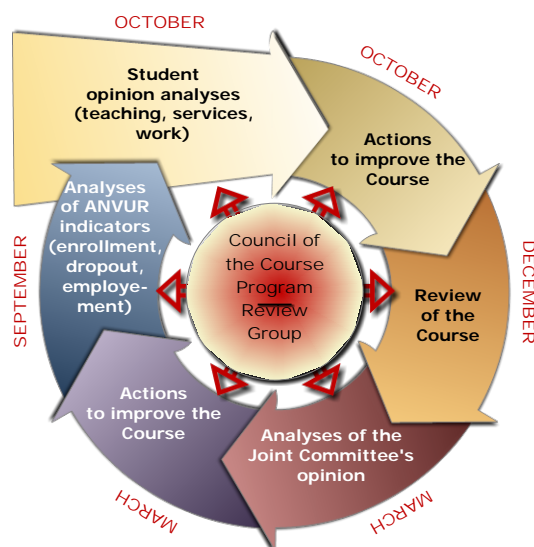 OCTOBER
Student
opinion analyses
(teaching, services,
work)
OCTOBER
Actions
to improve the
Course
DECEMBER
Review
of the
Course
MARCH
Analyses of the
Joint Committee's
opinion
MARCH
Actions
to improve the
Course
SEPTEMBER
Analyses
of ANVUR
indicators
(enrollment,
dropout,
employe-
ment)
Council of
the Course
Program
Review
Group